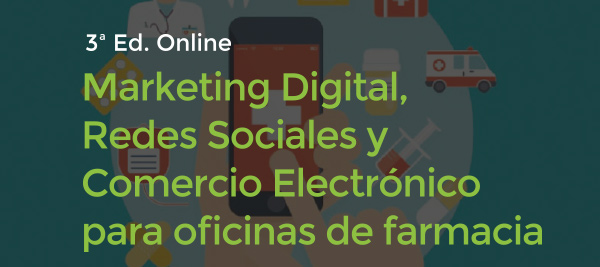 3ª Ed. Online
Marketing Digital,
Redes Sociales y
Comercio Electrónico
para oficinas de farmacia